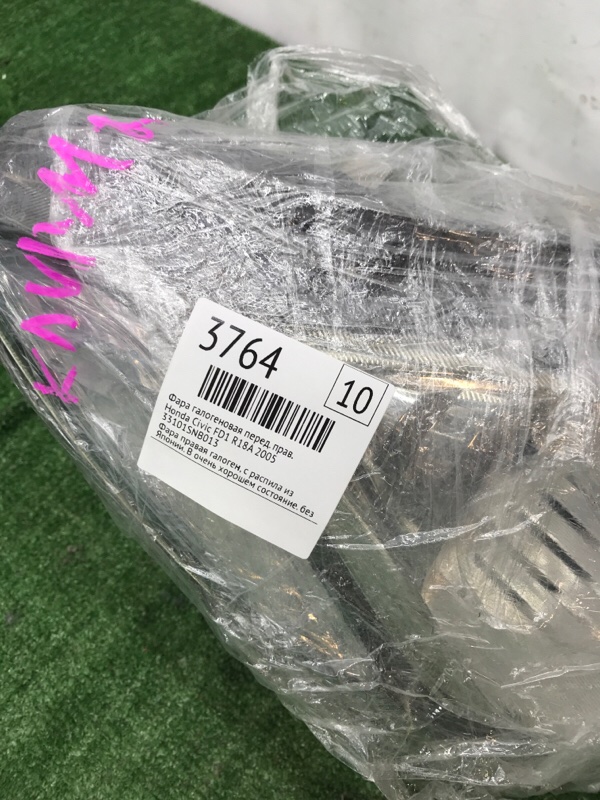 3764
10
Фара галогеновая перед. прав.
Honda Civic FD1 R18A 2005
33101SNB013
Фара правая галоген, с распила из
Японии. В очень хорошем состояние. без